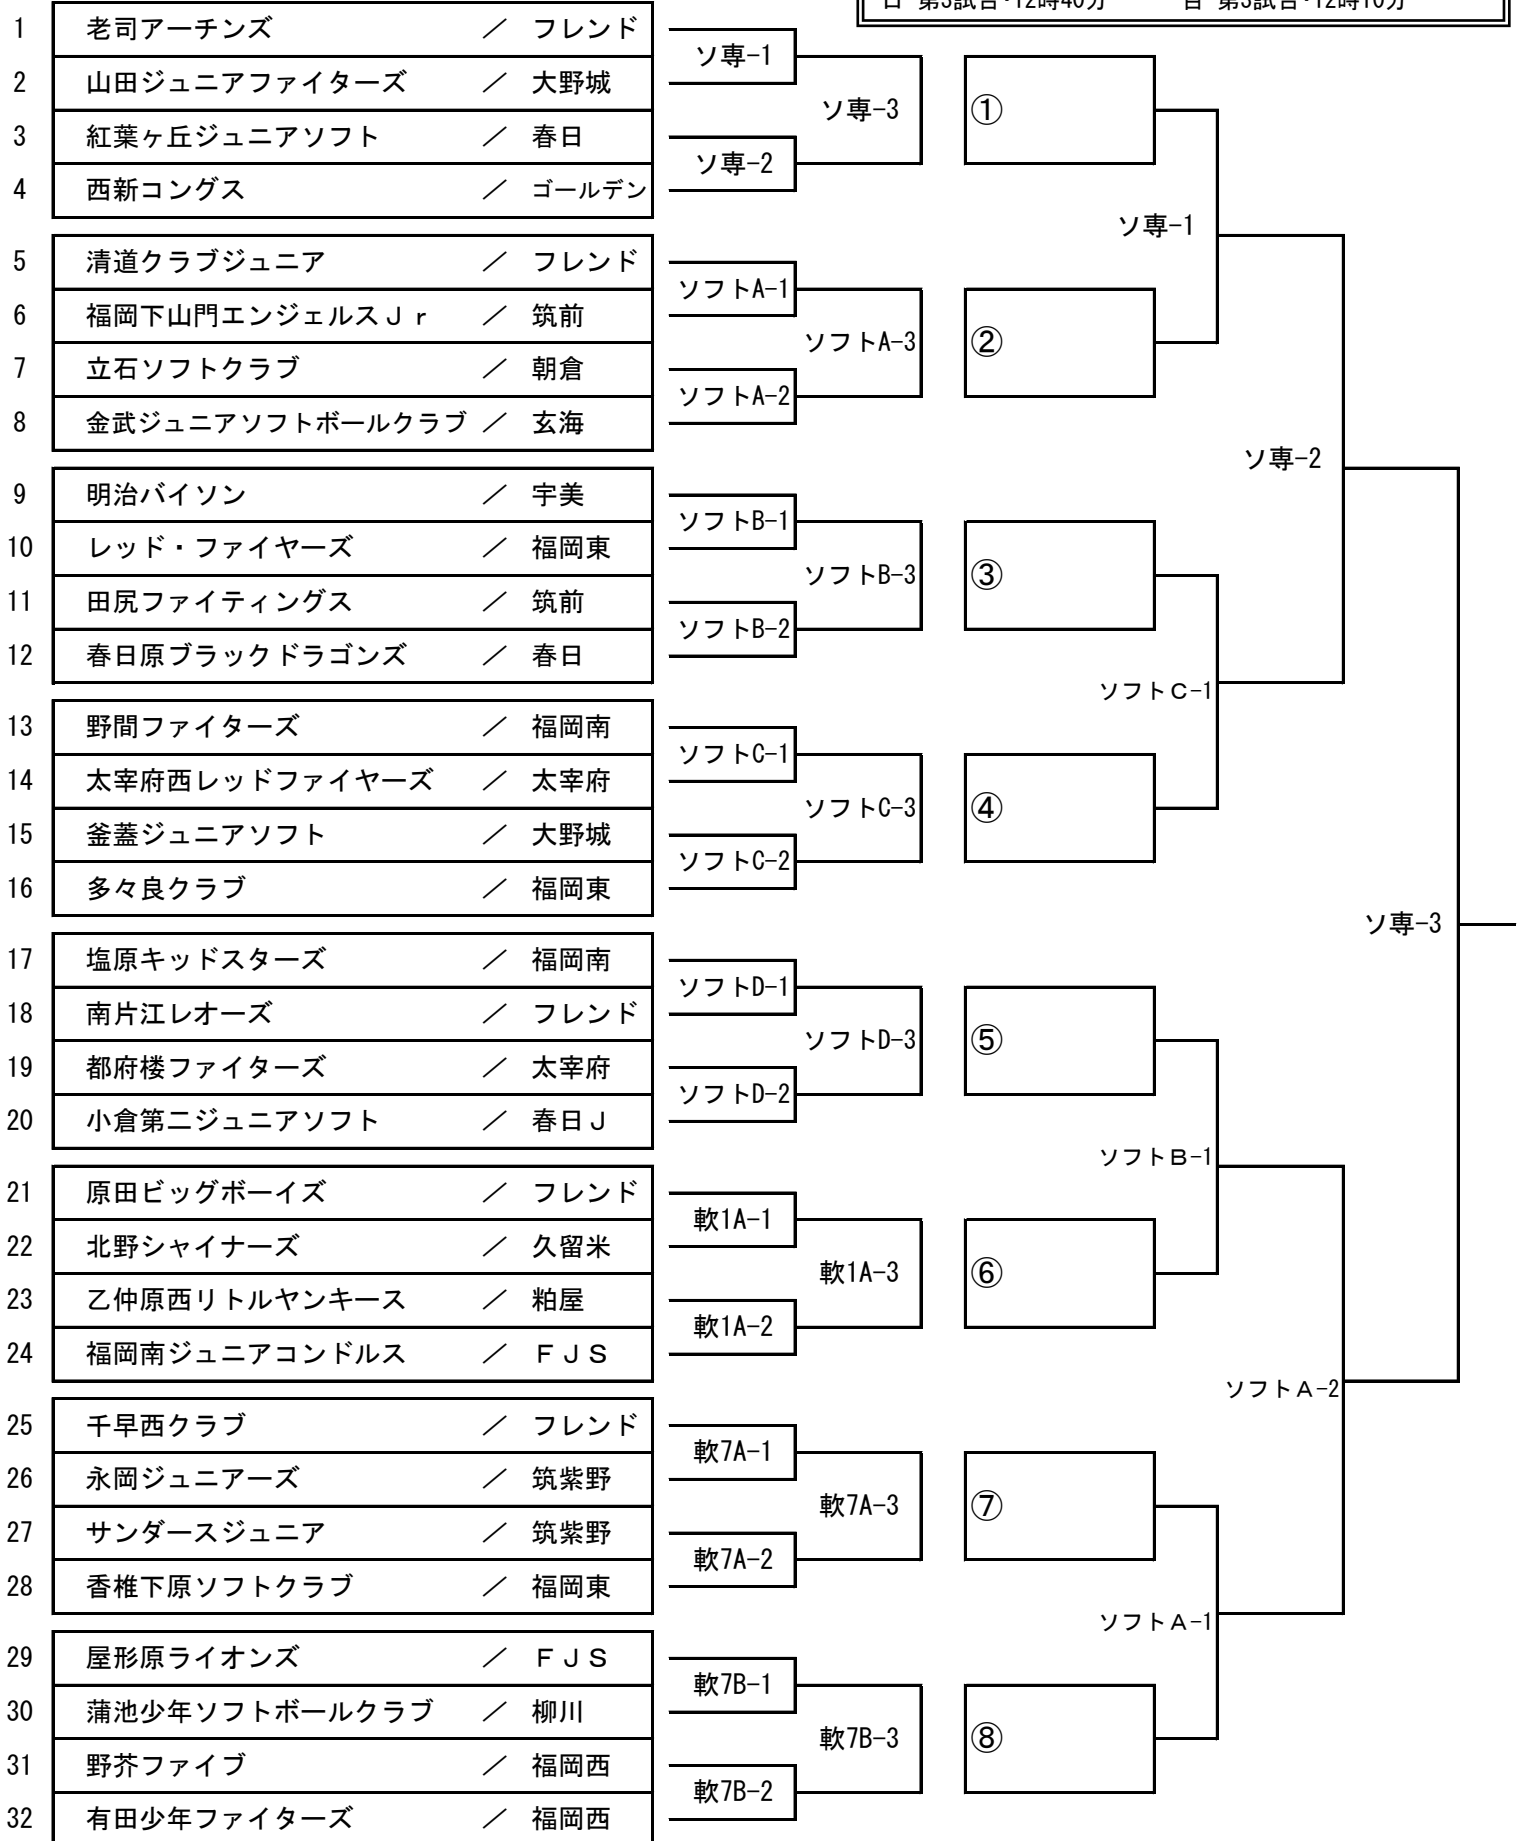 日 第3試合・12時40分 目 第3試合・12時10分
1 老司アーチンズ ／ フレンド
2 山田ジュニアファイターズ ／ 大野城
3 紅葉ヶ丘ジュニアソフト ／ 春日
4 西新コングス ／ ゴールデン
ソ専-1
ソ専-2
ソ専-3
①
5 清道クラブジュニア ／ フレンド
6 福岡下山門エンジェルスＪｒ ／ 筑前
7 立石ソフトクラブ ／ 朝倉
8 金武ジュニアソフトボールクラブ ／ 玄海
ソフトA-1
ソフトA-2
ソフトA-3
②
ソ専-1
9 明治バイソン ／ 宇美
10 レッド・ファイヤーズ ／ 福岡東
11 田尻ファイティングス ／ 筑前
12 春日原ブラックドラゴンズ ／ 春日
ソフトB-1
ソフトB-2
ソフトB-3
③
13 野間ファイターズ ／ 福岡南
14 太宰府西レッドファイヤーズ ／ 太宰府
15 釜蓋ジュニアソフト ／ 大野城
16 多々良クラブ ／ 福岡東
ソフトC-1
ソフトC-2
ソフトC-3
④
ソフトＣ-1
ソ専-2
17 塩原キッドスターズ ／ 福岡南
18 南片江レオーズ ／ フレンド
19 都府楼ファイターズ ／ 太宰府
20 小倉第二ジュニアソフト ／ 春日Ｊ
ソフトD-1
ソフトD-2
ソフトD-3
⑤
21 原田ビッグボーイズ ／ フレンド
22 北野シャイナーズ ／ 久留米
23 乙仲原西リトルヤンキース ／ 粕屋
24 福岡南ジュニアコンドルス ／ ＦＪＳ
軟1A-1
軟1A-2
軟1A-3
⑥
ソフトＢ-1
25 千早西クラブ ／ フレンド
26 永岡ジュニアーズ ／ 筑紫野
27 サンダースジュニア ／ 筑紫野
28 香椎下原ソフトクラブ ／ 福岡東
軟7A-1
軟7A-2
軟7A-3
⑦
29 屋形原ライオンズ ／ ＦＪＳ
30 蒲池少年ソフトボールクラブ ／ 柳川
31 野芥ファイブ ／ 福岡西
32 有田少年ファイターズ ／ 福岡西
軟7B-1
軟7B-2
軟7B-3
⑧
ソフトＡ-1
ソフトＡ-2
ソ専-3